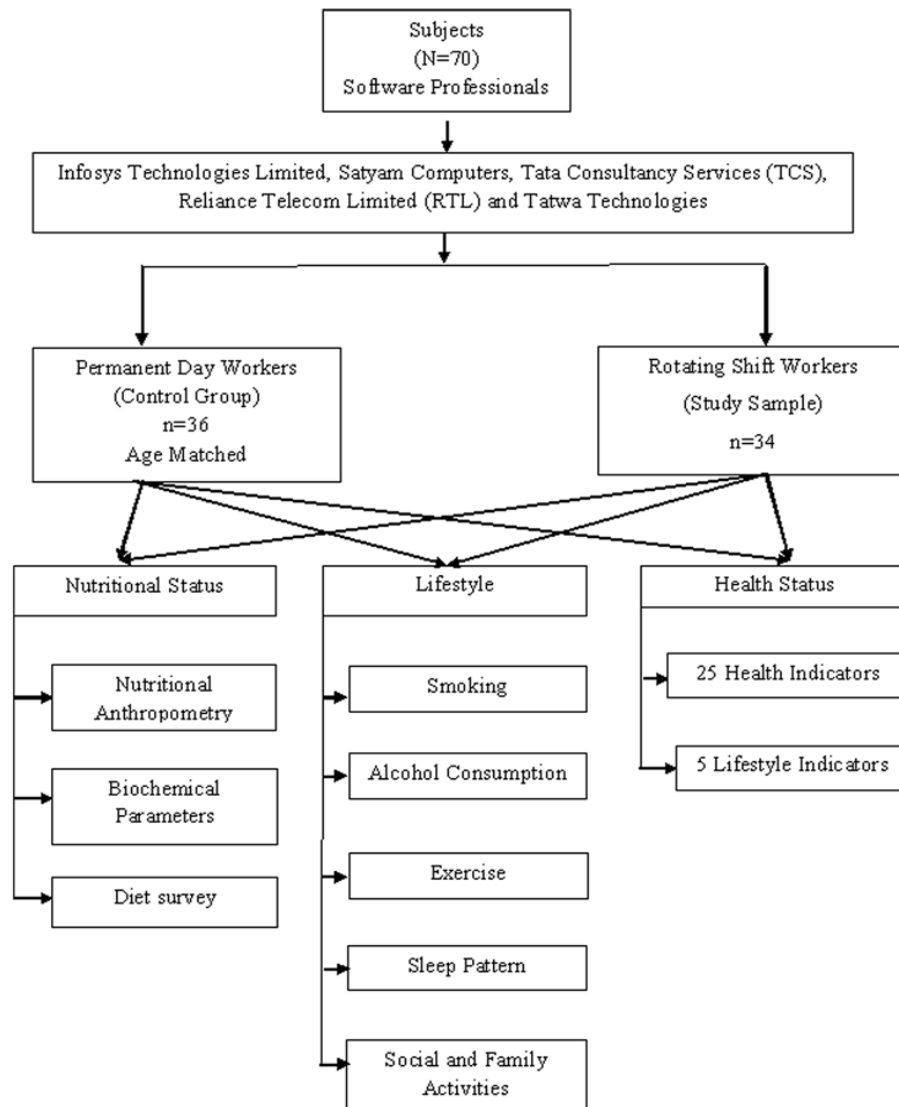 Subjects
(N=70)
Software Professionals
Infosys Technologies Limited, Satyam Computers, Tata Consultancy Services (TCS),
Reliance Telecom Limited (RTL) and Tatwa Technologies
Permanent Day Workers
(Control Group)
n=36
Age Matched
Rotating Shift Workers
(Study Sample)
n=34
Nutritional Status
Nutritional
Anthropometry
Biochemical
Parameters
Diet survey
Lifestyle
Smoking
Alcohol Consumption
Exercise
Sleep Pattern
Social and Family
Activities
Health Status
25 Health Indicators
5 Lifestyle Indicators